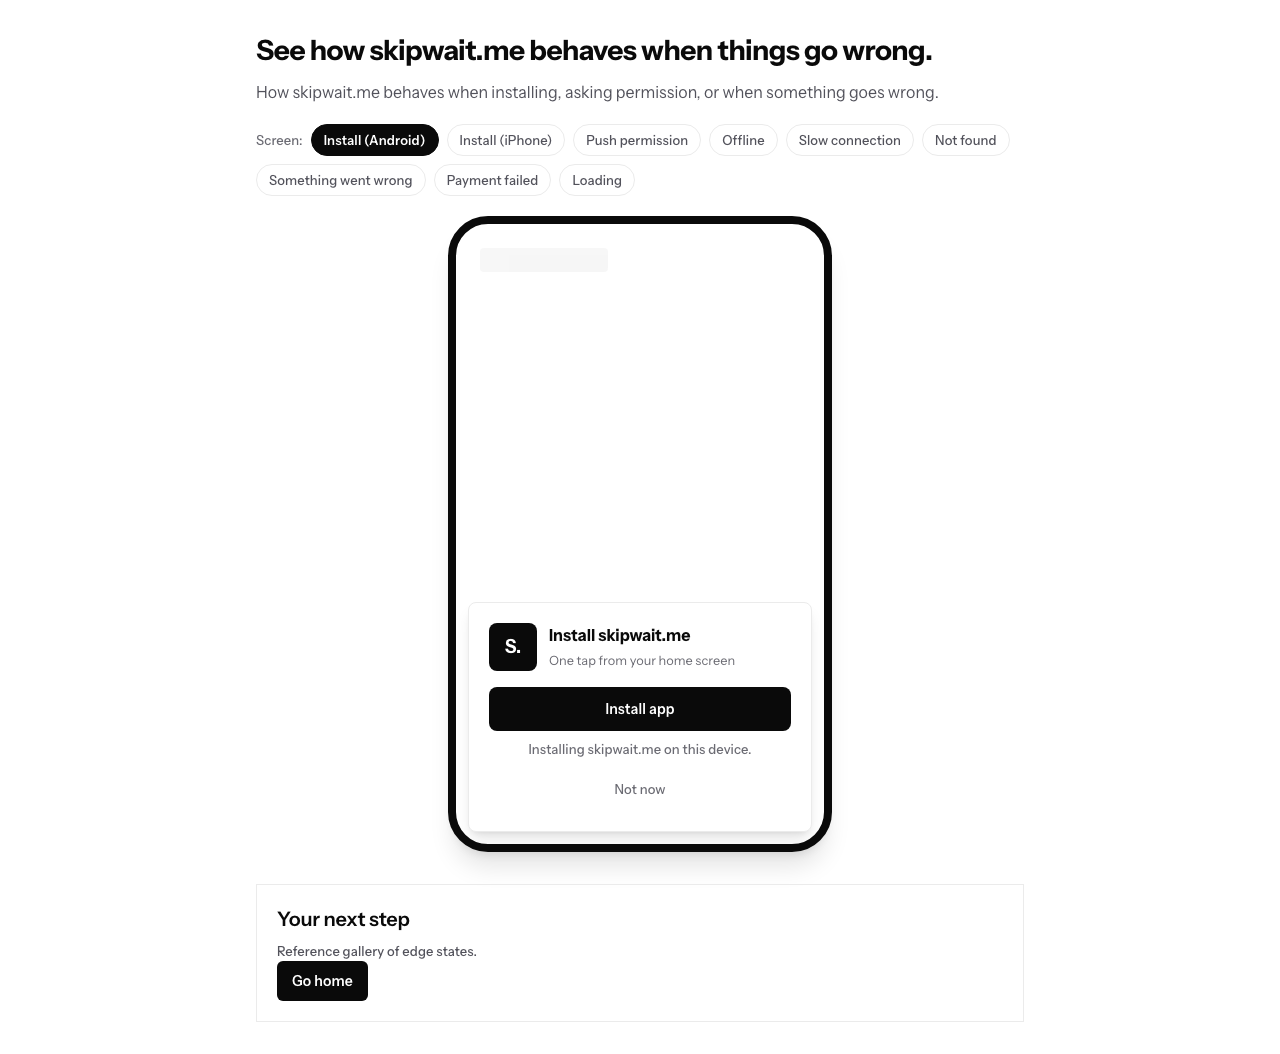 See how skipwait.me behaves when things go wrong.
How skipwait.me behaves when installing, asking permission, or when something goes wrong.
Screen: Install (Android) Install (iPhone) Push permission Offline Slow connection Not found
Something went wrong Payment failed Loading
S. Install skipwait.me
One tap from your home screen
Install app
Installing skipwait.me on this device.
Not now
Your next step
Reference gallery of edge states.
Go home